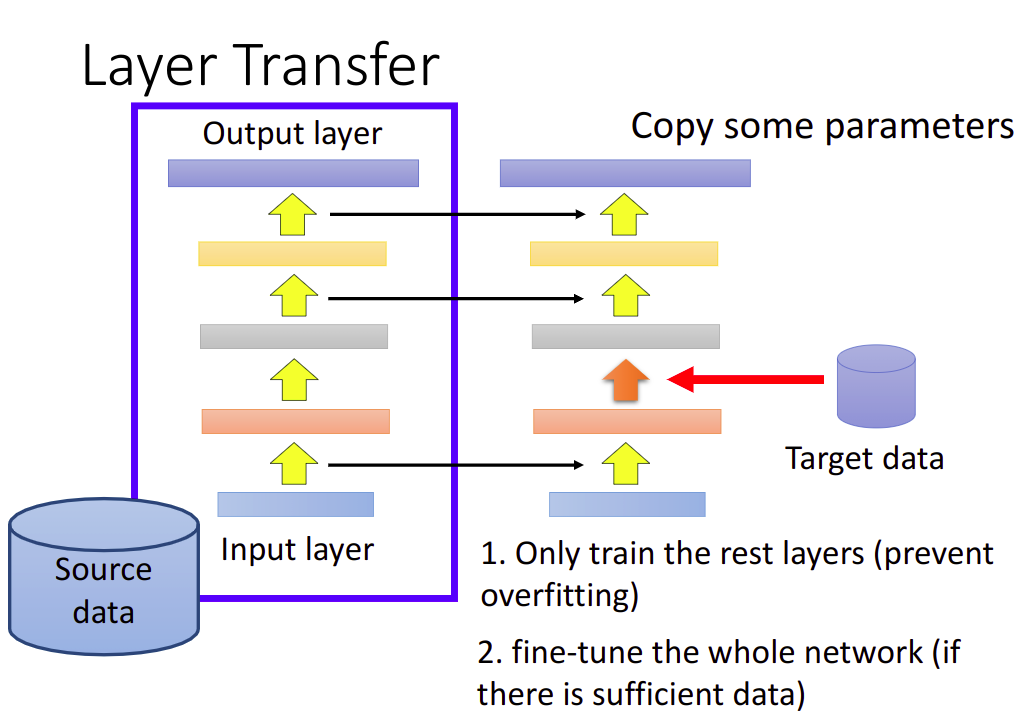 Layer Transfer
Output layer
Copy some parameters
Target data
Input layer
Source
data
1. Only train the rest layers (prevent
overfitting)
2. fine-tune the whole network (if
there is sufficient data)